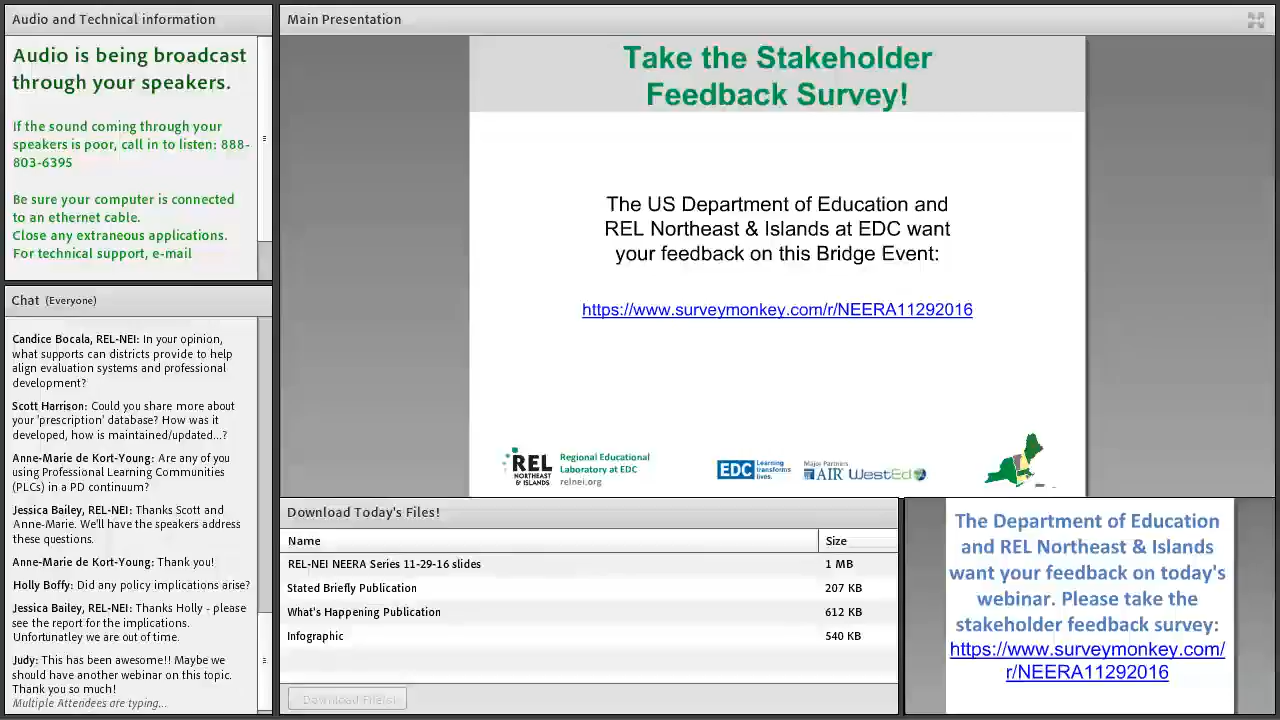 Audio and Technical information
Audio is being broadcast
through your speakers.
If the sound coming through your
speakers is poor, call in to listen: 888-
803-6395
Be sure your computer is connected
to an ethernet cable.
Close any extraneous applications.
For technical support, e-mail
Chat (Everyone)
Candice Bocala, REL-NEI: In your opinion,
what supports can districts provide to help
align evaluation systems and professional
development?
Scott Harrison: Could you share more about
your 'prescription' database? How was it
developed, how is maintained/updated...?
Anne-Marie de Kort-Young: Are any of you
using Professional Learning Communities
(PLCs) in a PD continuum?
Jessica Bailey, REL-NEI: Thanks Scott and
Anne-Marie. We'll have the speakers address
these questions.
Anne-Marie de Kort-Young: Thank you!
Holly Boffy: Did any policy implications arise?
Jessica Bailey, REL-NEI: Thanks Holly - please
see the report for the implications.
Unfortunatley we are out of time.
Judy: This has been awesome!! Maybe we
should have another webinar on this topic.
Thank you so much!
Multiple Attendees are typing...
Main Presentation
Take the Stakeholder
Feedback Survey!
The US Department of Education and
REL Northeast & Islands at EDC want
your feedback on this Bridge Event:
https://www.surveymonkey.com/r/NEERA11292016
REL
NORTHEAST
& ISLANDS
Regional Educational
Laboratory at EDC
relnei.org
EDC Learning
transforms
lives.
Major Partners
AIR WestEd
Download Today's Files!
Name Size
REL-NEI NEERA Series 11-29-16 slides 1 MB
Stated Briefly Publication 207 KB
What's Happening Publication 612 KB
Infographic 540 KB
Download File(s)
The Department of Education
and REL Northeast & Islands
want your feedback on today's
webinar. Please take the
stakeholder feedback survey:
https://www.surveymonkey.com/
r/NEERA11292016